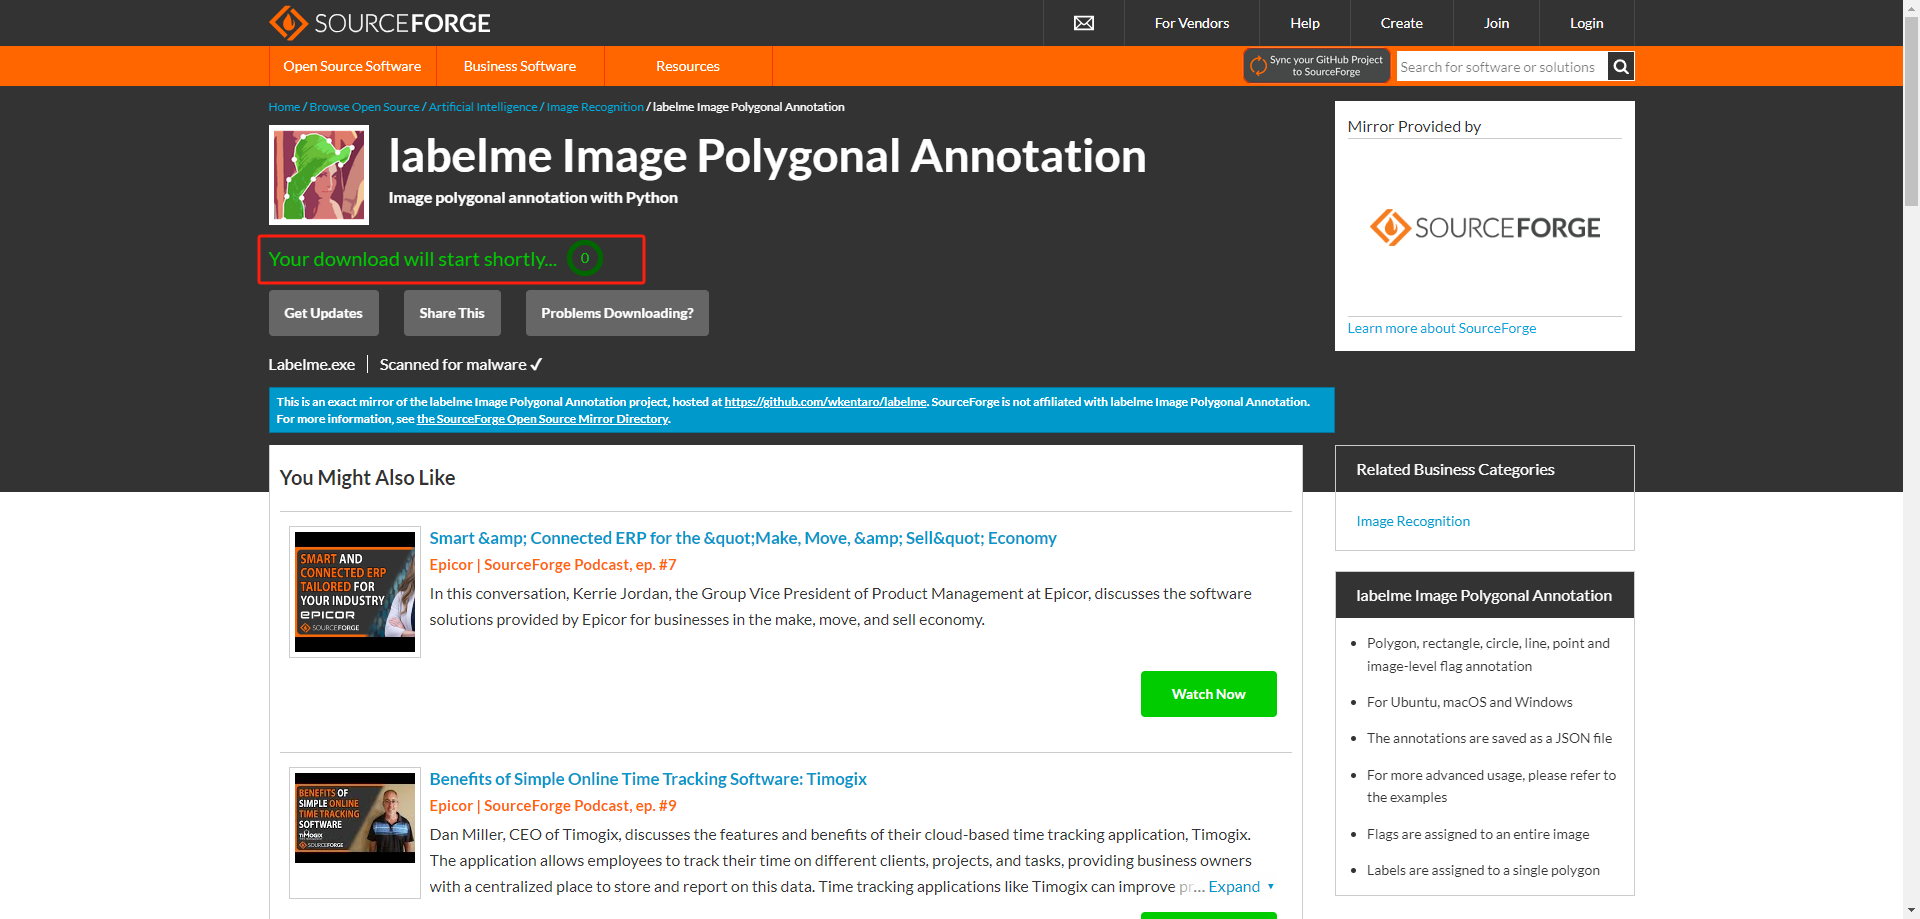 SOURCEFORGE
For Vendors
Help
Create
Join
Login
Open Source Software
Business Software
Resources
Sync your GitHub Project
to SourceForge
Search for software or solutions
Home / Browse Open Source / Artificial Intelligence / Image Recognition / labelme Image Polygonal Annotation
labelme Image Polygonal Annotation
Image polygonal annotation with Python
Your download will start shortly... 0
Get Updates
Share This
Problems Downloading?
Labelme.exe
Scanned for malware ✓
This is an exact mirror of the labelme Image Polygonal Annotation project, hosted at https://github.com/wkentaro/labelme. SourceForge is not affiliated with labelme Image Polygonal Annotation.
For more information, see the SourceForge Open Source Mirror Directory.
Mirror Provided by
SOURCEFORGE
Learn more about SourceForge
You Might Also Like
SMART AND
CONNECTED ERP
TAILORED FOR
YOUR INDUSTRY
EPICOR
SOURCEFORGE
Smart &amp; Connected ERP for the &quot;Make, Move, &amp; Sell&quot; Economy
Epicor | SourceForge Podcast, ep. #7
In this conversation, Kerrie Jordan, the Group Vice President of Product Management at Epicor, discusses the software
solutions provided by Epicor for businesses in the make, move, and sell economy.
Watch Now
BENEFITS OF
SIMPLE ONLINE
TIME TRACKING
SOFTWARE
TIMOGIX
SOURCEFORGE
Benefits of Simple Online Time Tracking Software: Timogix
Epicor | SourceForge Podcast, ep. #9
Dan Miller, CEO of Timogix, discusses the features and benefits of their cloud-based time tracking application, Timogix.
The application allows employees to track their time on different clients, projects, and tasks, providing business owners
with a centralized place to store and report on this data. Time tracking applications like Timogix can improve pr... Expand
Related Business Categories
Image Recognition
labelme Image Polygonal Annotation
• Polygon, rectangle, circle, line, point and
image-level flag annotation
• For Ubuntu, macOS and Windows
• The annotations are saved as a JSON file
• For more advanced usage, please refer to
the examples
• Flags are assigned to an entire image
• Labels are assigned to a single polygon